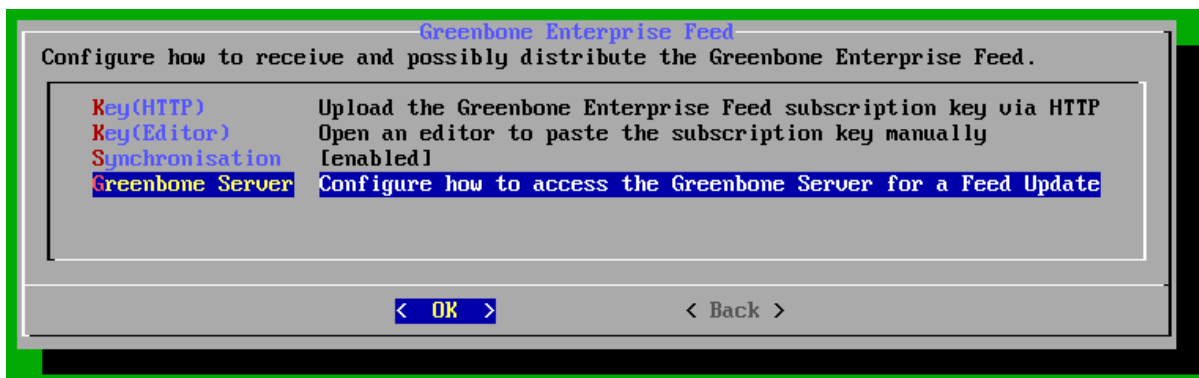 Greenbone Enterprise Feed
Configure how to receive and possibly distribute the Greenbone Enterprise Feed.
Key(HTTP) Upload the Greenbone Enterprise Feed subscription key via HTTP
Key(Editor) Open an editor to paste the subscription key manually
Synchronisation [enabled]
Greenbone Server Configure how to access the Greenbone Server for a Feed Update
< OK > < Back >